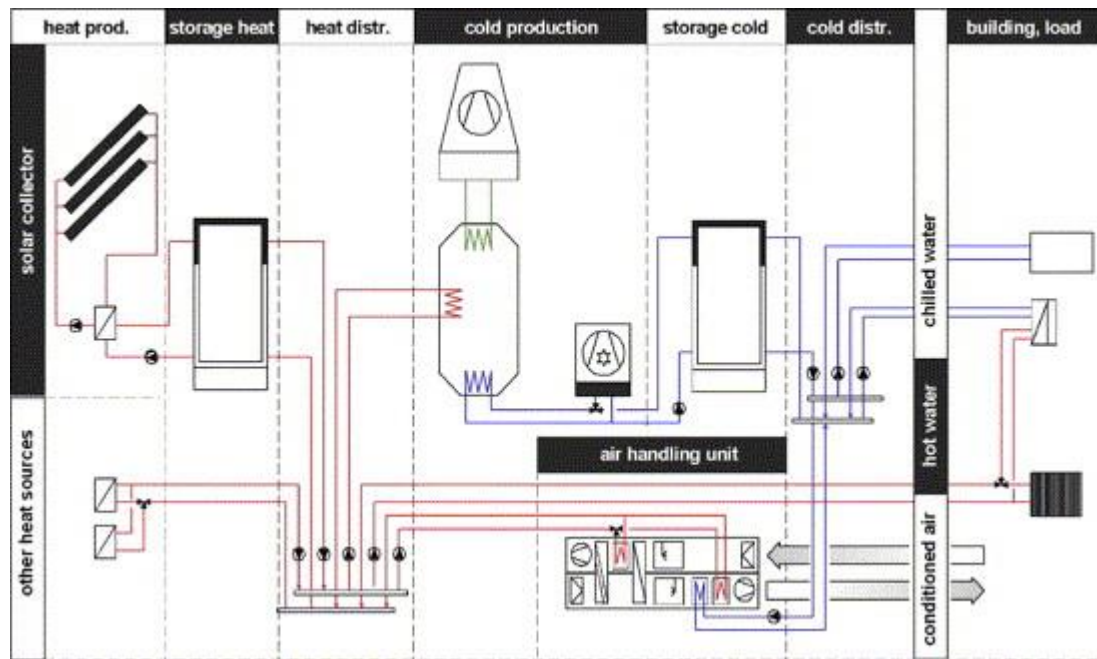 heat prod.
storage heat
heat distr.
cold production
storage cold
cold distr.
building, load
solar collector
other heat sources
air handling unit
chilled water
hot water
conditioned air